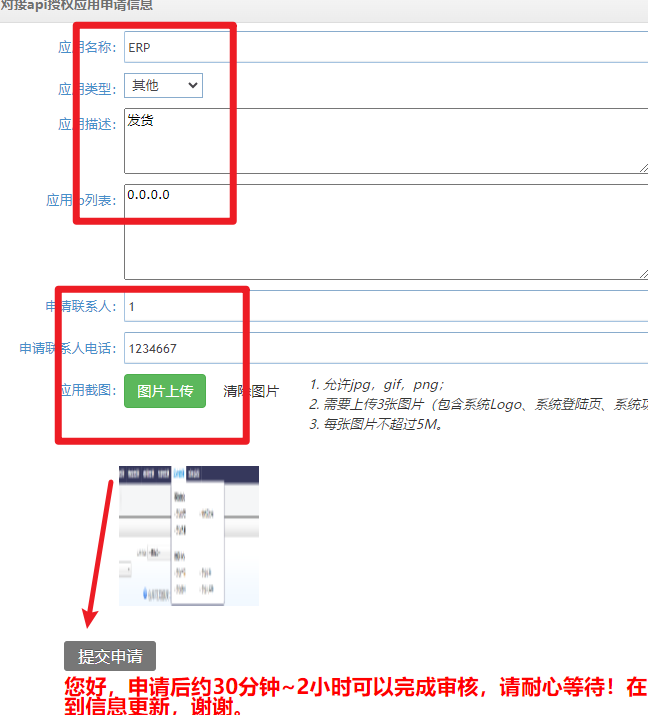 对接api授权应用申请信息
应用名称: ERP
应用类型: 其他
应用描述: 发货
应用ip列表: 0.0.0.0
申请联系人: 1
申请联系人电话: 1234667
应用截图: 图片上传 清除图片
1. 允许jpg，gif，png；
2. 需要上传3张图片（包含系统Logo、系统登陆页、系统
3. 每张图片不超过5M。
提交申请
您好，申请后约30分钟~2小时可以完成审核，请耐心等待！在
到信息更新，谢谢。